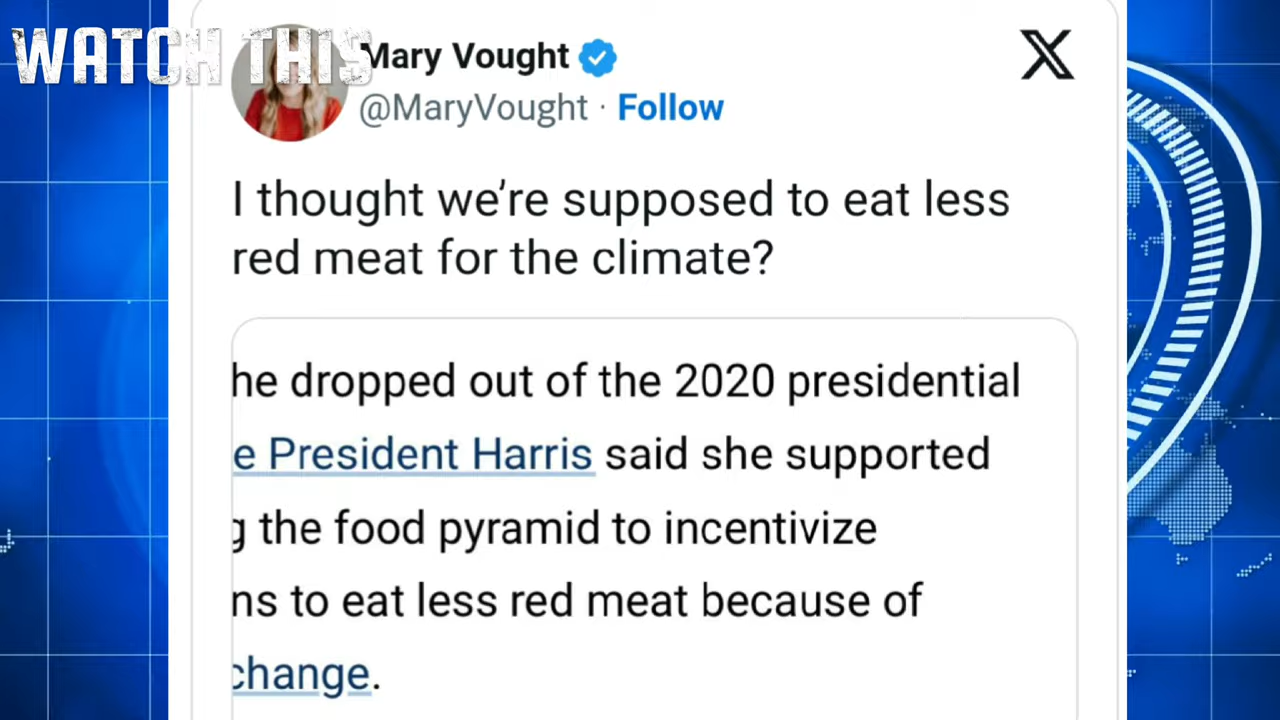 WATCH THIS
Mary Vought
@MaryVought · Follow
I thought we’re supposed to eat less
red meat for the climate?
he dropped out of the 2020 presidential
e President Harris said she supported
g the food pyramid to incentivize
ns to eat less red meat because of
change.